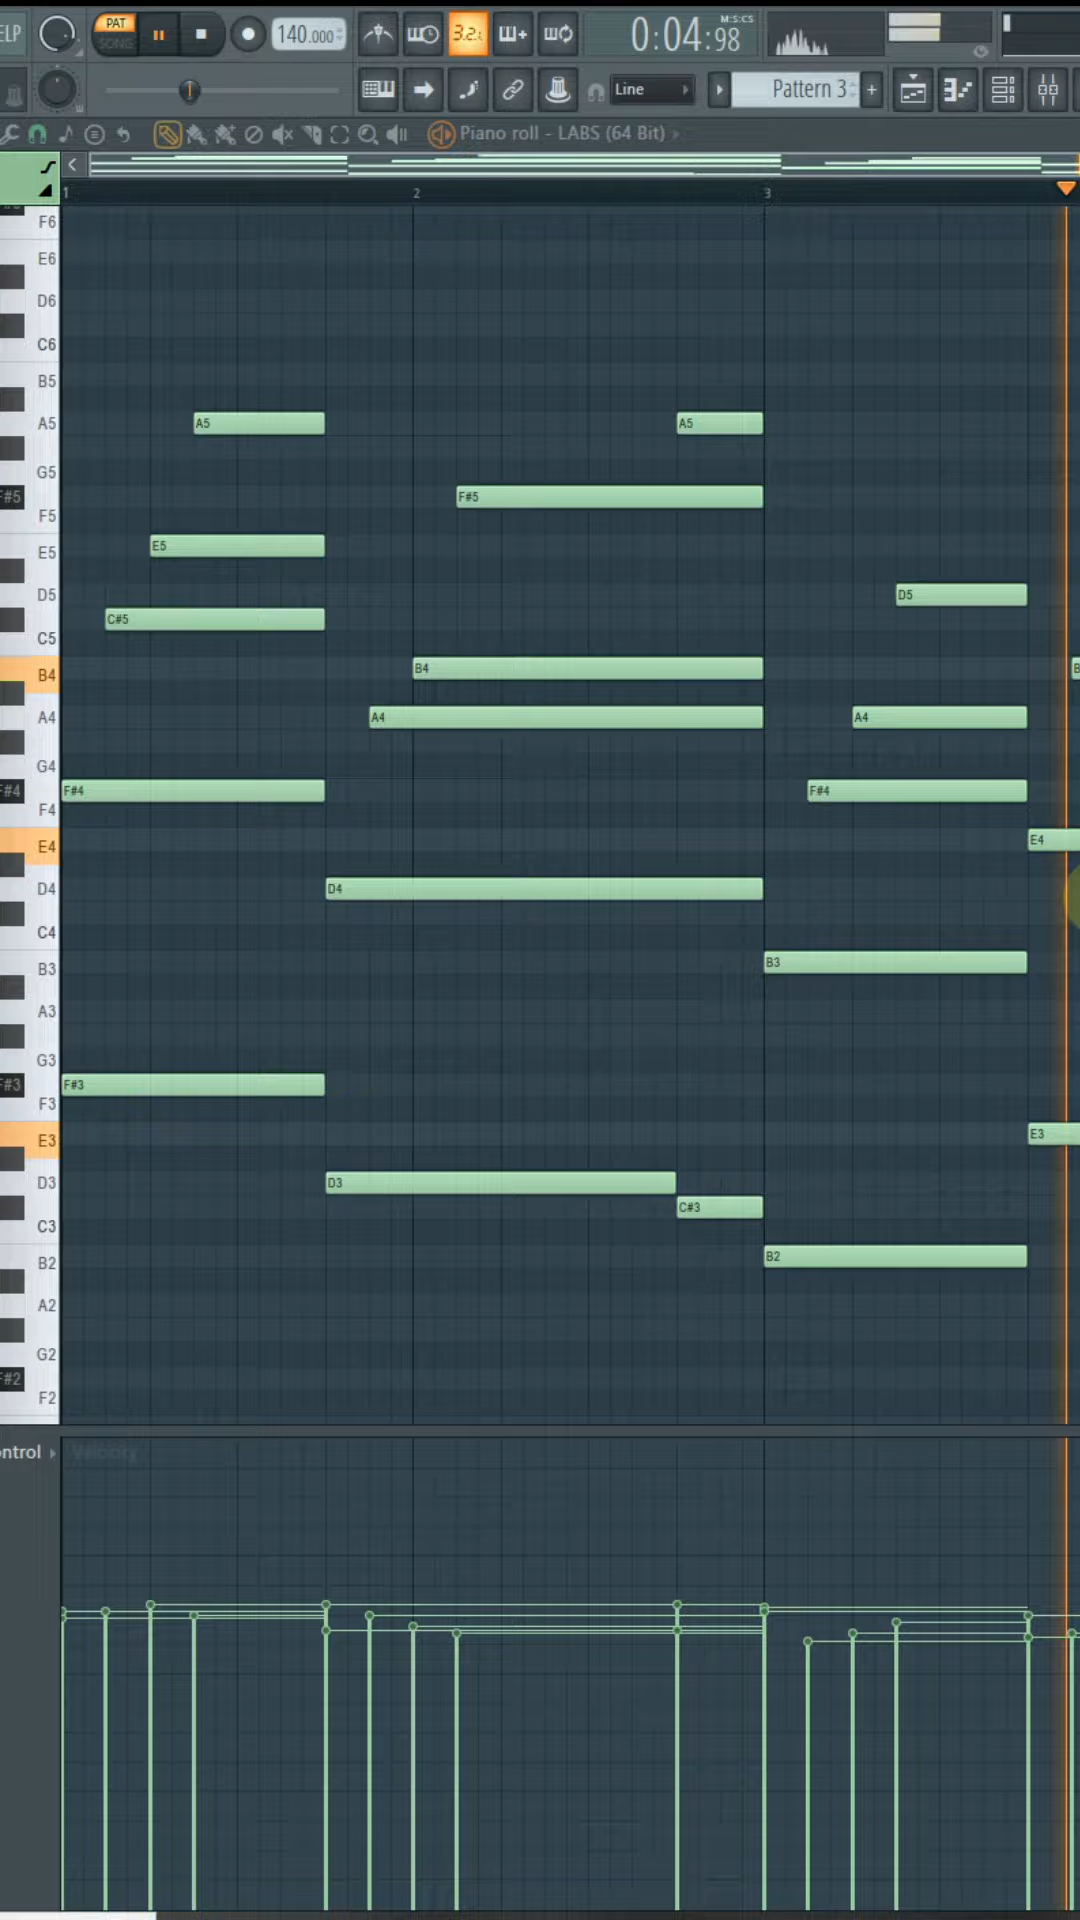 ELP
PAT
SONG
140.000
3.2.
M:S:CS
0:04:98
Line
Pattern 3
+
Piano roll - LABS (64 Bit)
1
2
3
F6
E6
D6
C6
B5
A5
A5
A5
G5
F#5
F#5
F5
E5
E5
D5
D5
C#5
C5
B4
B4
B
A4
A4
A4
G4
F#4
F#4
F#4
F4
E4
E4
D4
D4
C4
B3
B3
A3
G3
F#3
F#3
F3
E3
E3
D3
D3
C#3
C3
B2
B2
A2
G2
F#2
F2
ontrol
Velocity